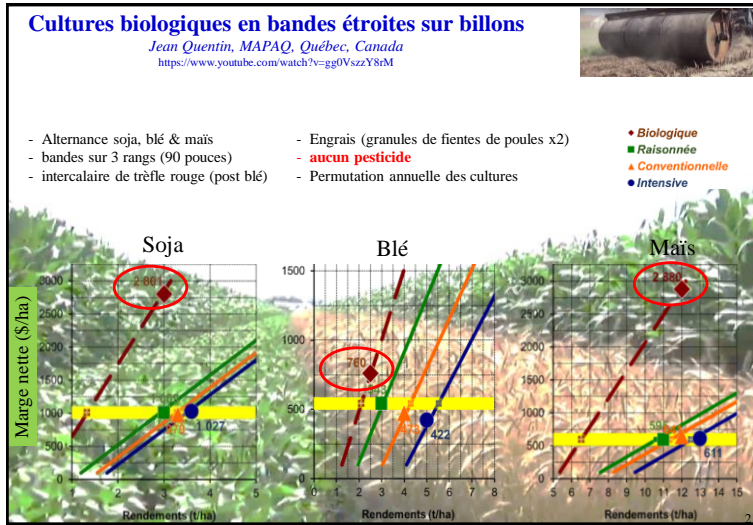 Cultures biologiques en bandes étroites sur billons
Jean Quentin, MAPAQ, Québec, Canada
https://www.youtube.com/watch?v=gg0VszzY8rM
- Alternance soja, blé & maïs
- bandes sur 3 rangs (90 pouces)
- intercalaire de trèfle rouge (post blé)
- Engrais (granules de fientes de poules x2)
- aucun pesticide
- Permutation annuelle des cultures
Biologique
Raisonnée
Conventionnelle
Intensive
Marge nette ($/ha)
Soja
3000
2500
2000
1500
1000
500
0
1 2 3 4 5
1 027
Rendements (t/ha)
Blé
1500
1000
500
0
0 1 2 3 4 5 6 7 8
760
473
422
Rendements (t/ha)
Maïs
3000
2500
2000
1500
1000
500
0
5 6 7 8 9 10 11 12 13 14 15
2 880
611
Rendements (t/ha)